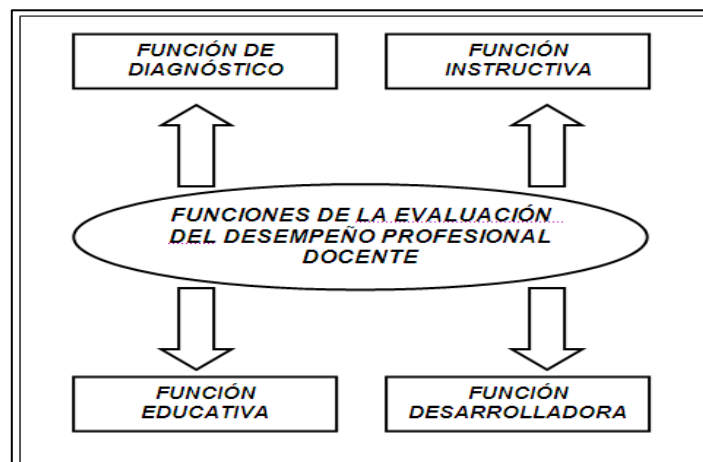 FUNCIÓN DE
DIAGNÓSTICO
FUNCIÓN
INSTRUCTIVA
FUNCIONES DE LA EVALUACIÓN
DEL DESEMPEÑO PROFESIONAL
DOCENTE
FUNCIÓN
EDUCATIVA
FUNCIÓN
DESARROLLADORA